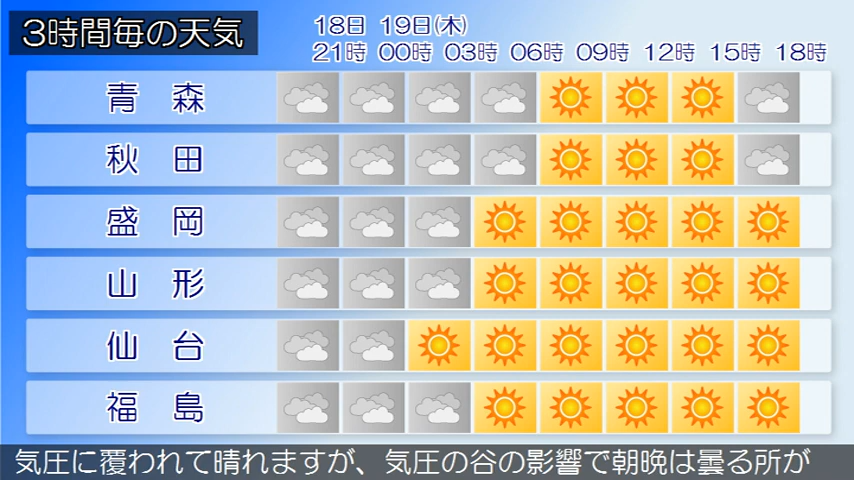 3時間毎の天気
18日 19日(木)
21時 00時 03時 06時 09時 12時 15時 18時
青 森
秋 田
盛 岡
山 形
仙 台
福 島
気圧に覆われて晴れますが、気圧の谷の影響で朝晩は曇る所が